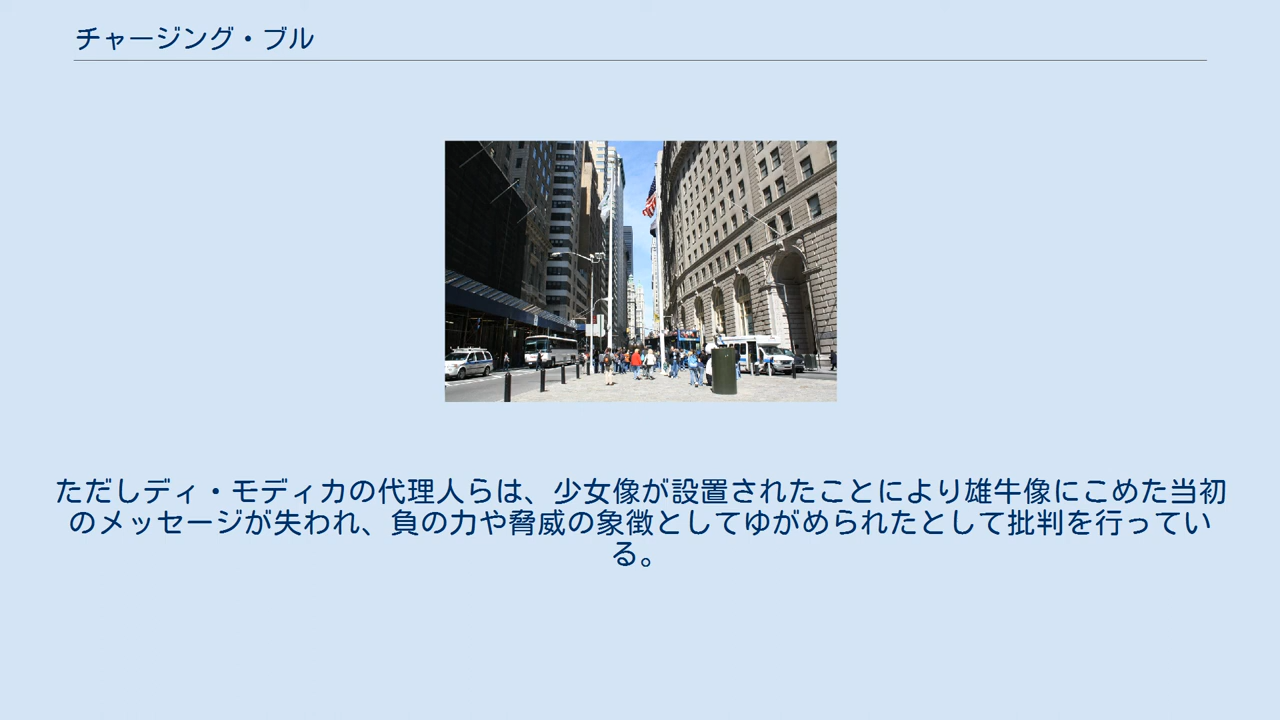 チャージング・ブル
ただしディ・モディカの代理人らは、少女像が設置されたことにより雄牛像にこめた当初
のメッセージが失われ、負の力や脅威の象徴としてゆがめられたとして批判を行ってい
る。